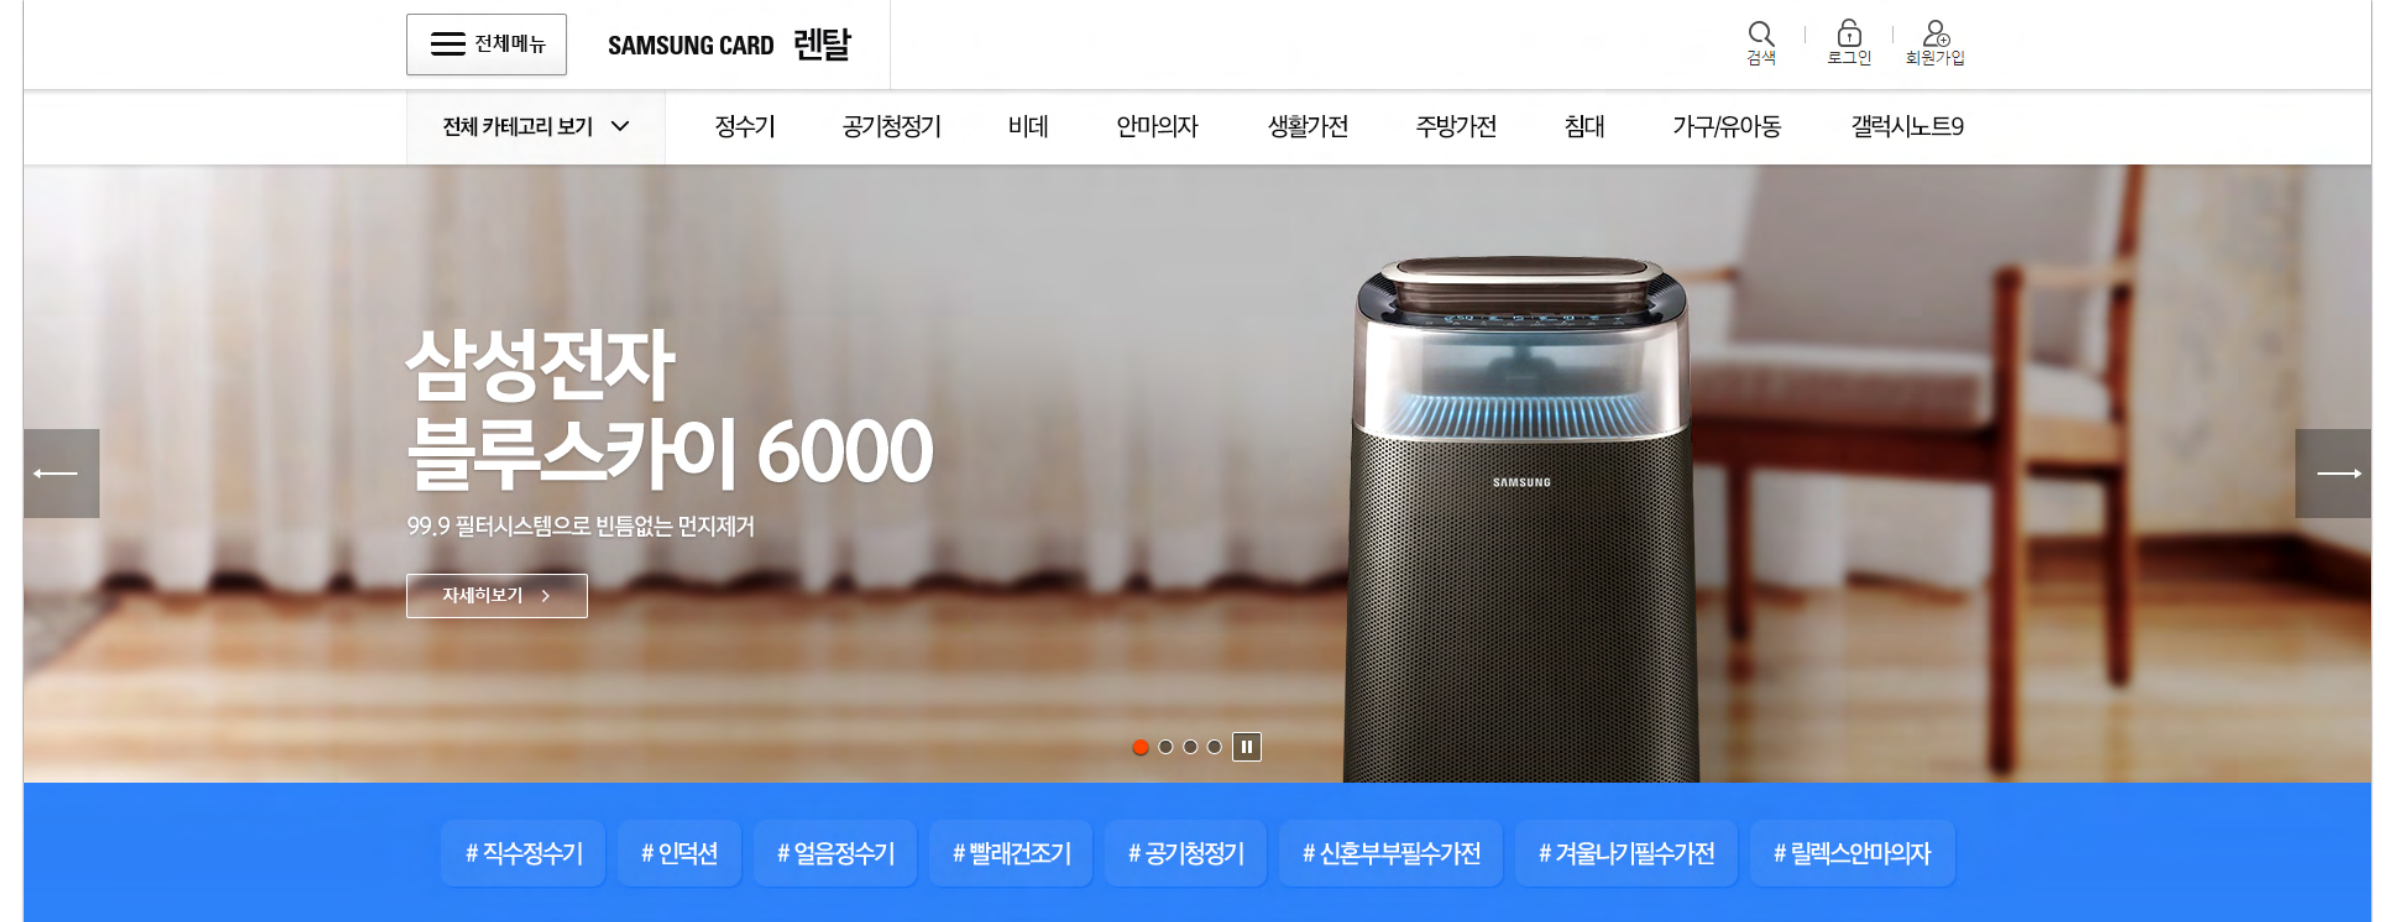 전체메뉴
SAMSUNG CARD 렌탈
검색
로그인
회원가입
전체 카테고리 보기
정수기
공기청정기
비데
안마의자
생활가전
주방가전
침대
가구/유아동
갤럭시노트9
삼성전자
블루스카이 6000
99.9 필터시스템으로 빈틈없는 먼지제거
자세히보기
SAMSUNG
# 직수정수기
# 인덕션
# 얼음정수기
# 빨래건조기
# 공기청정기
# 신혼부부필수가전
# 겨울나기필수가전
# 릴렉스안마의자